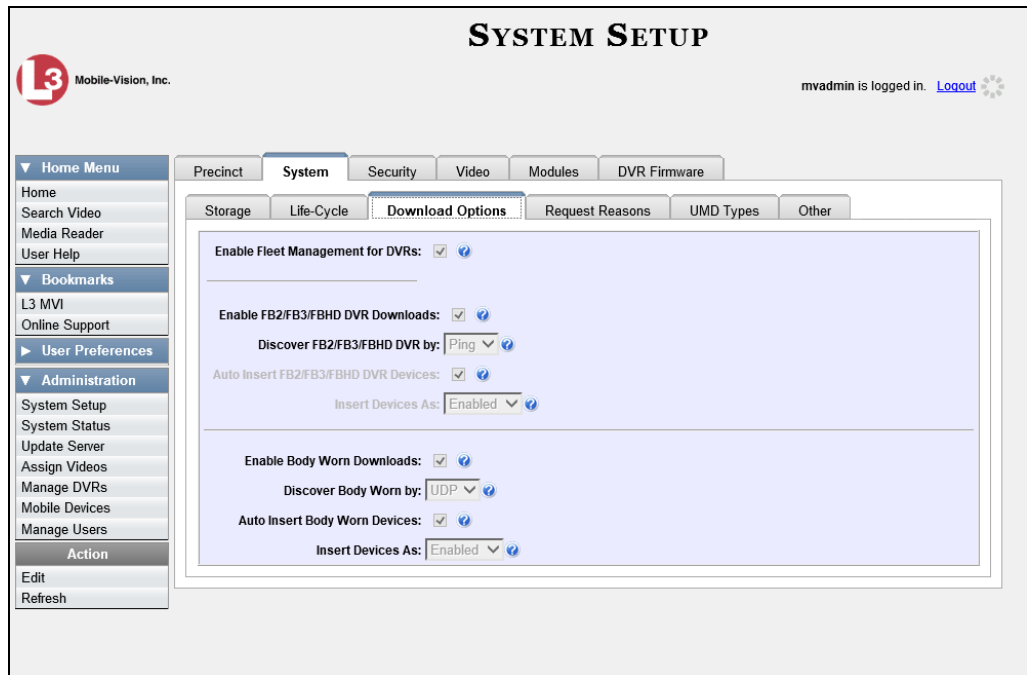 SYSTEM SETUP
L3 Mobile-Vision, Inc.
mvadmin is logged in. Logout
▼ Home Menu
Home
Search Video
Media Reader
User Help
▼ Bookmarks
L3 MVI
Online Support
▶ User Preferences
▼ Administration
System Setup
System Status
Update Server
Assign Videos
Manage DVRs
Mobile Devices
Manage Users
Action
Edit
Refresh
Precinct System Security Video Modules DVR Firmware
Storage Life-Cycle Download Options Request Reasons UMD Types Other
Enable Fleet Management for DVRs: ?
Enable FB2/FB3/FBHD DVR Downloads: ?
Discover FB2/FB3/FBHD DVR by: Ping ?
Auto Insert FB2/FB3/FBHD DVR Devices: ?
Insert Devices As: Enabled ?
Enable Body Worn Downloads: ?
Discover Body Worn by: UDP ?
Auto Insert Body Worn Devices: ?
Insert Devices As: Enabled ?